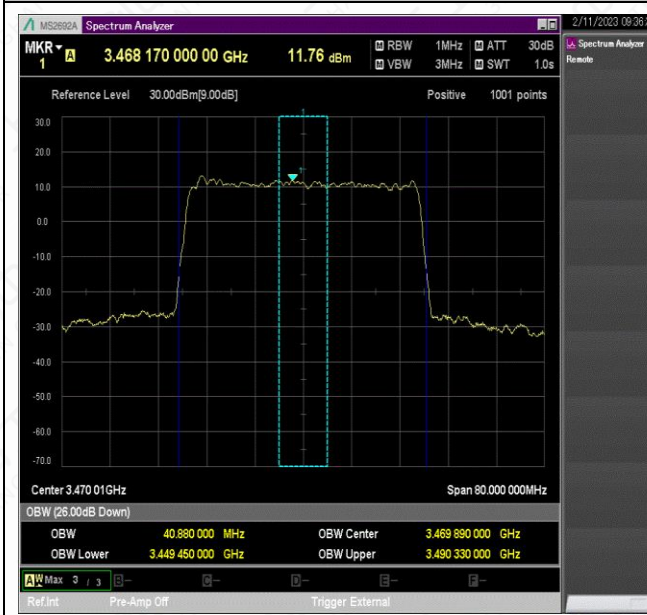 MS2692A Spectrum Analyzer
2/11/2023 09:36:
MKR 1 A 3.468 170 000 00 GHz 11.76 dBm M RBW 1MHz M ATT 30dB
M VBW 3MHz M SWT 1.0s
Spectrum Analyzer
Remote
Reference Level 30.00dBm[9.00dB] Positive 1001 points
1
30.0
20.0
10.0
0.0
-10.0
-20.0
-30.0
-40.0
-50.0
-60.0
-70.0
Center 3.470 01GHz Span 80.000 000MHz
OBW (26.00dB Down)
OBW 40.880 000 MHz OBW Center 3.469 890 000 GHz
OBW Lower 3.449 450 000 GHz OBW Upper 3.490 330 000 GHz
A W Max 3 / 3 B- C- D- E- F-
Ref.Int Pre-Amp Off Trigger External